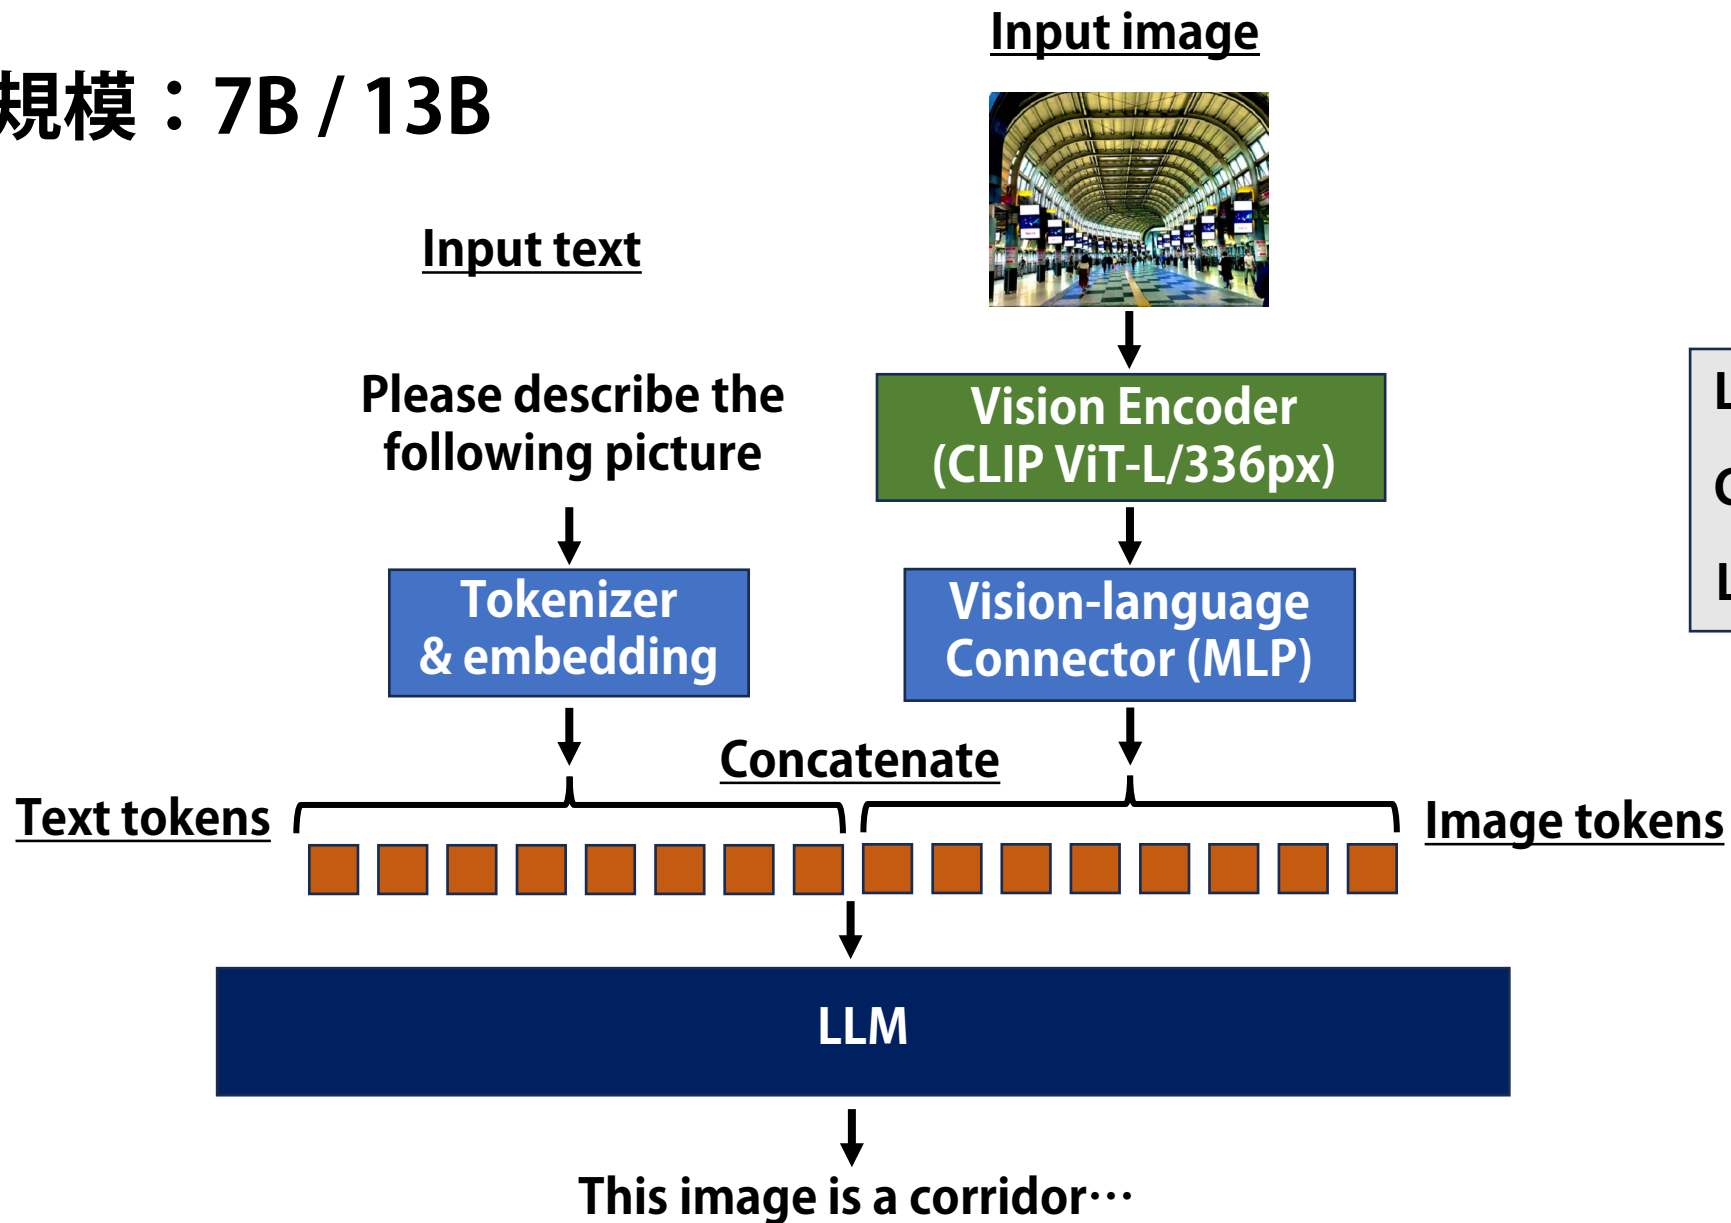 規模：7B / 13B
Input image
Input text
Please describe the
following picture
Vision Encoder
(CLIP ViT-L/336px)
Tokenizer
& embedding
Vision-language
Connector (MLP)
Concatenate
Text tokens
Image tokens
LLM
This image is a corridor…